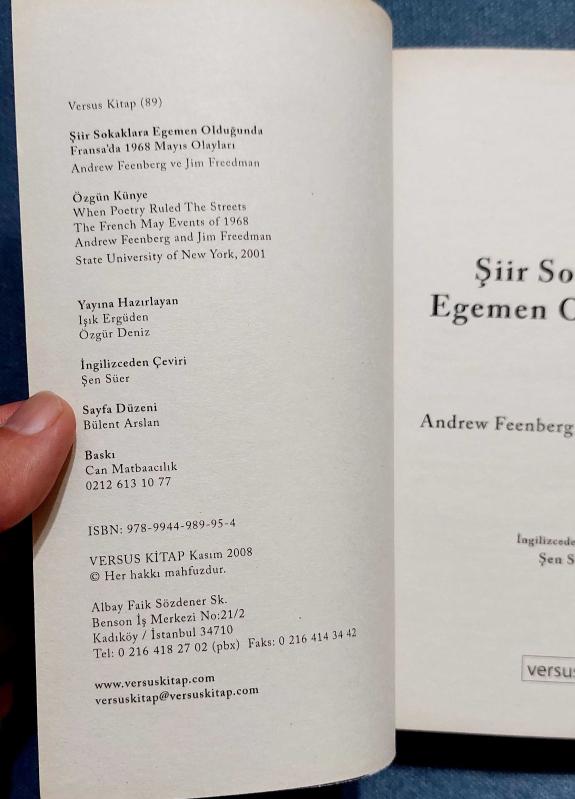 Versus Kitap (89)
Şiir Sokaklara Egemen Olduğunda
Fransa'da 1968 Mayıs Olayları
Andrew Feenberg ve Jim Freedman
Özgün Künye
When Poetry Ruled The Streets
The French May Events of 1968
Andrew Feenberg and Jim Freedman
State University of New York, 2001
Yayına Hazırlayan
Işık Ergüden
Özgür Deniz
İngilizceden Çeviri
Şen Süer
Sayfa Düzeni
Bülent Arslan
Baskı
Can Matbaacılık
0212 613 10 77
ISBN: 978-9944-989-95-4
VERSUS KİTAP Kasım 2008
© Her hakkı mahfuzdur.
Albay Faik Sözdener Sk.
Benson İş Merkezi No:21/2
Kadıköy / İstanbul 34710
Tel: 0 216 418 27 02 (pbx) Faks: 0 216 414 34 42
www.versuskitap.com
versuskitap@versuskitap.com
Şiir So
Egemen O
Andrew Feenberg
İngilizcede
Şen S
versus